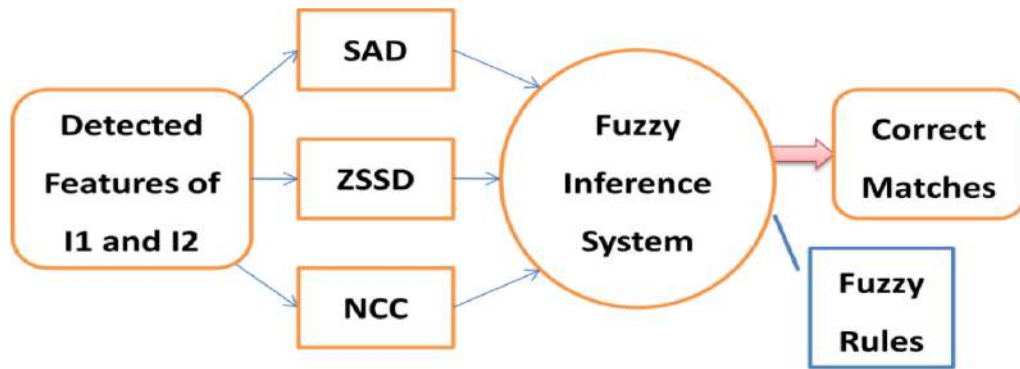 Detected
Features of
I1 and I2
SAD
ZSSD
NCC
Fuzzy
Inference
System
Correct
Matches
Fuzzy
Rules